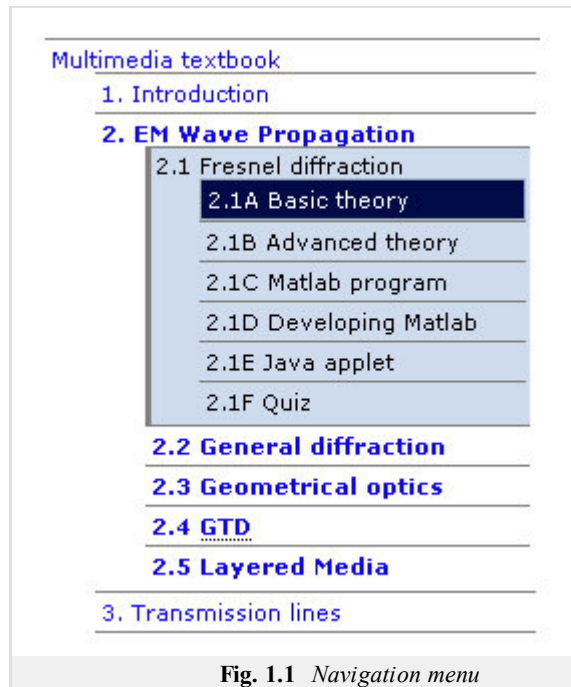 Multimedia textbook
1. Introduction
2. EM Wave Propagation
2.1 Fresnel diffraction
2.1A Basic theory
2.1B Advanced theory
2.1C Matlab program
2.1D Developing Matlab
2.1E Java applet
2.1F Quiz
2.2 General diffraction
2.3 Geometrical optics
2.4 GTD
2.5 Layered Media
3. Transmission lines
Fig. 1.1 Navigation menu